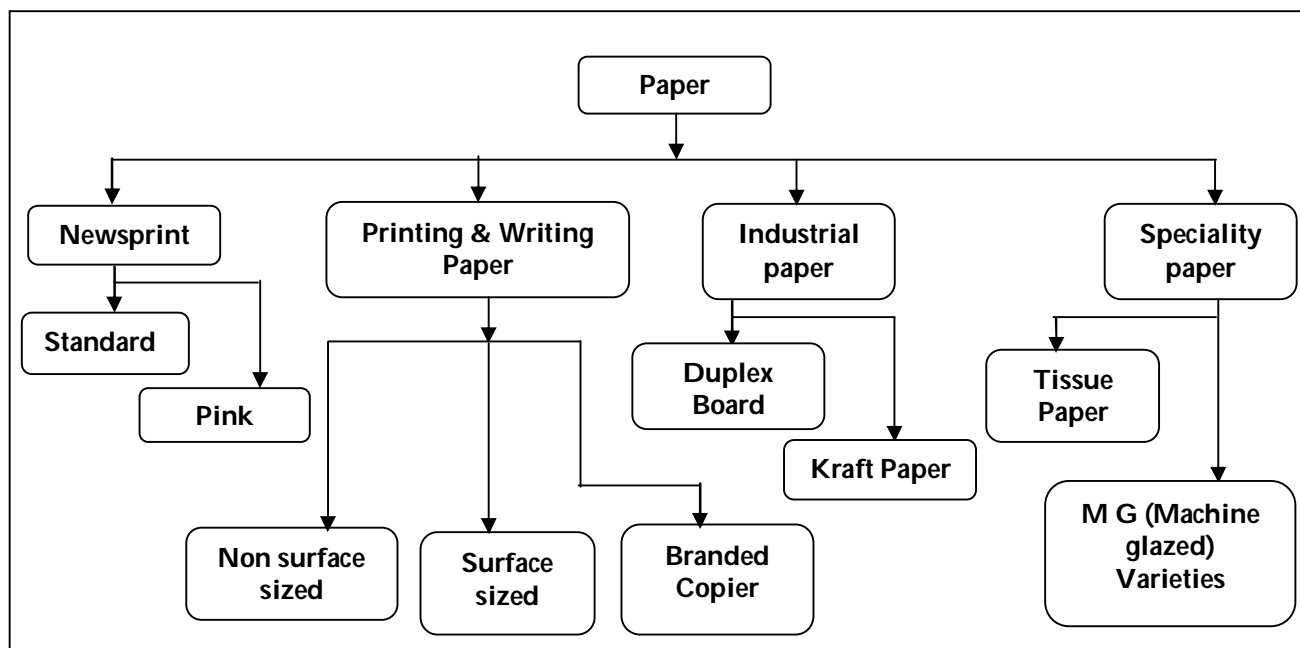 Paper
Newsprint
Printing & Writing
Paper
Industrial
paper
Speciality
paper
Standard
Pink
Duplex
Board
Kraft Paper
Tissue
Paper
Non surface
sized
Surface
sized
Branded
Copier
M G (Machine
glazed)
Varieties